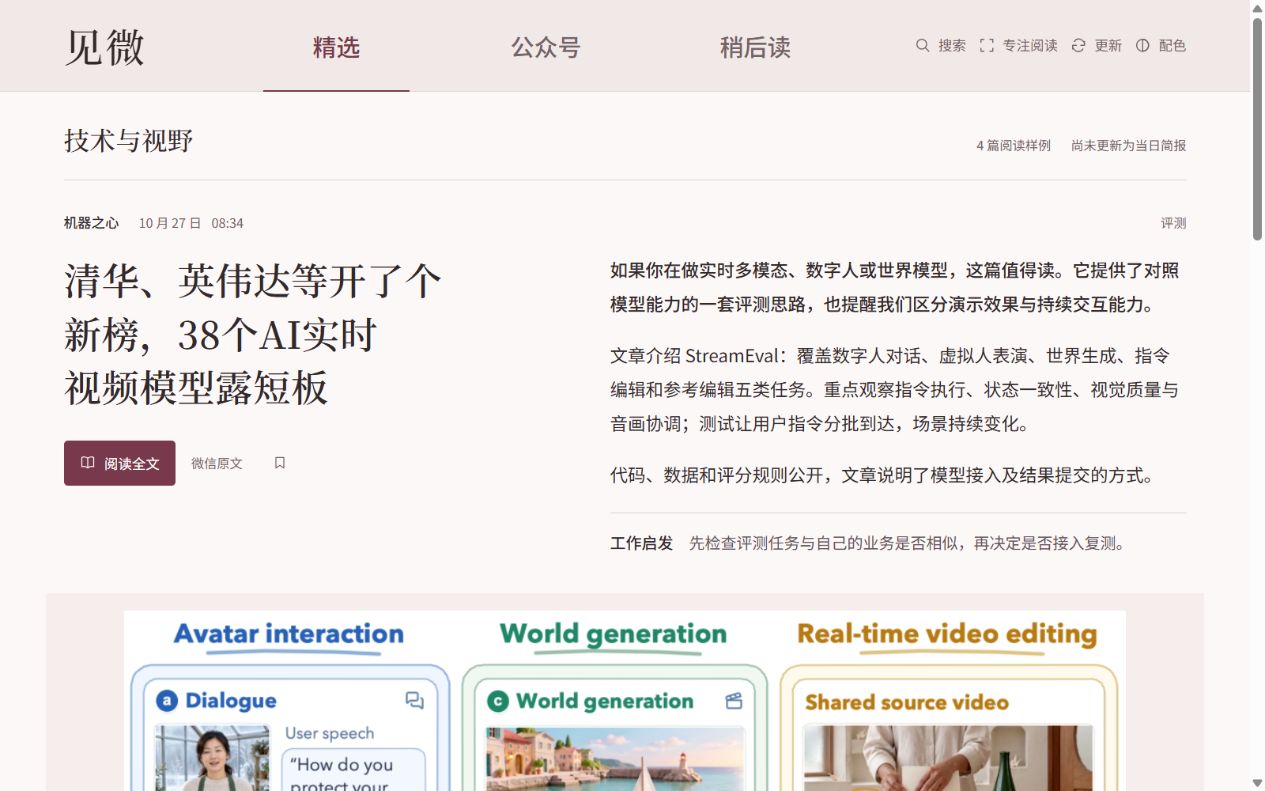 见微
精选
公众号
稍后读
搜索
专注阅读
更新
配色
技术与视野
4 篇阅读样例 尚未更新为当日简报
机器之心 10 月 27 日 08:34
评测
清华、英伟达等开了个
新榜，38个AI实时
视频模型露短板
阅读全文
微信原文
如果你在做实时多模态、数字人或世界模型，这篇值得读。它提供了对照
模型能力的一套评测思路，也提醒我们区分演示效果与持续交互能力。
文章介绍 StreamEval：覆盖数字人对话、虚拟人表演、世界生成、指令
编辑和参考编辑五类任务。重点观察指令执行、状态一致性、视觉质量与
音画协调；测试让用户指令分批到达，场景持续变化。
代码、数据和评分规则公开，文章说明了模型接入及结果提交的方式。
工作启发 先检查评测任务与自己的业务是否相似，再决定是否接入复测。
Avatar interaction
a Dialogue
User speech
“How do you
protect your
World generation
c World generation
Real-time video editing
Shared source video